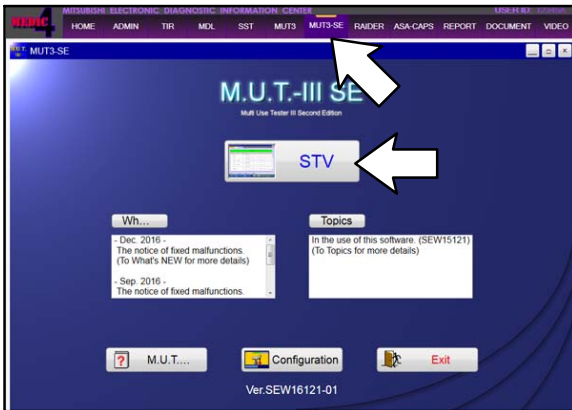 MEDIC 4
MITSUBISHI ELECTRONIC DIAGNOSTIC INFORMATION CENTER
USER ID:
HOME ADMIN TIR MDL SST MUT3 MUT3-SE RAIDER ASA-CAPS REPORT DOCUMENT VIDEO
MUT3-SE
M.U.T.-III SE
Multi Use Tester III Second Edition
STV
Wh...
Topics
- Dec. 2016 -
The notice of fixed malfunctions.
(To What's NEW for more details)
- Sep. 2016 -
The notice of fixed malfunctions.
In the use of this software. (SEW15121)
(To Topics for more details)
M.U.T....
Configuration
Exit
Ver.SEW16121-01